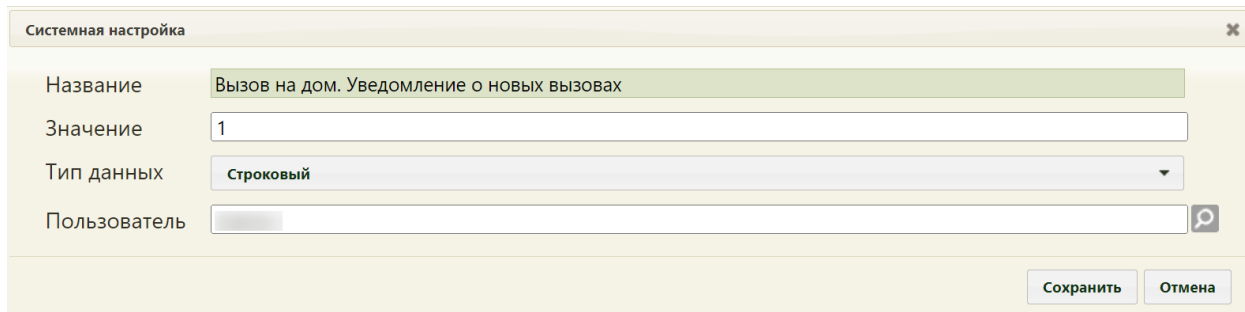 Системная настройка
Название Вызов на дом. Уведомление о новых вызовах
Значение 1
Тип данных Строковый
Пользователь
Сохранить Отмена